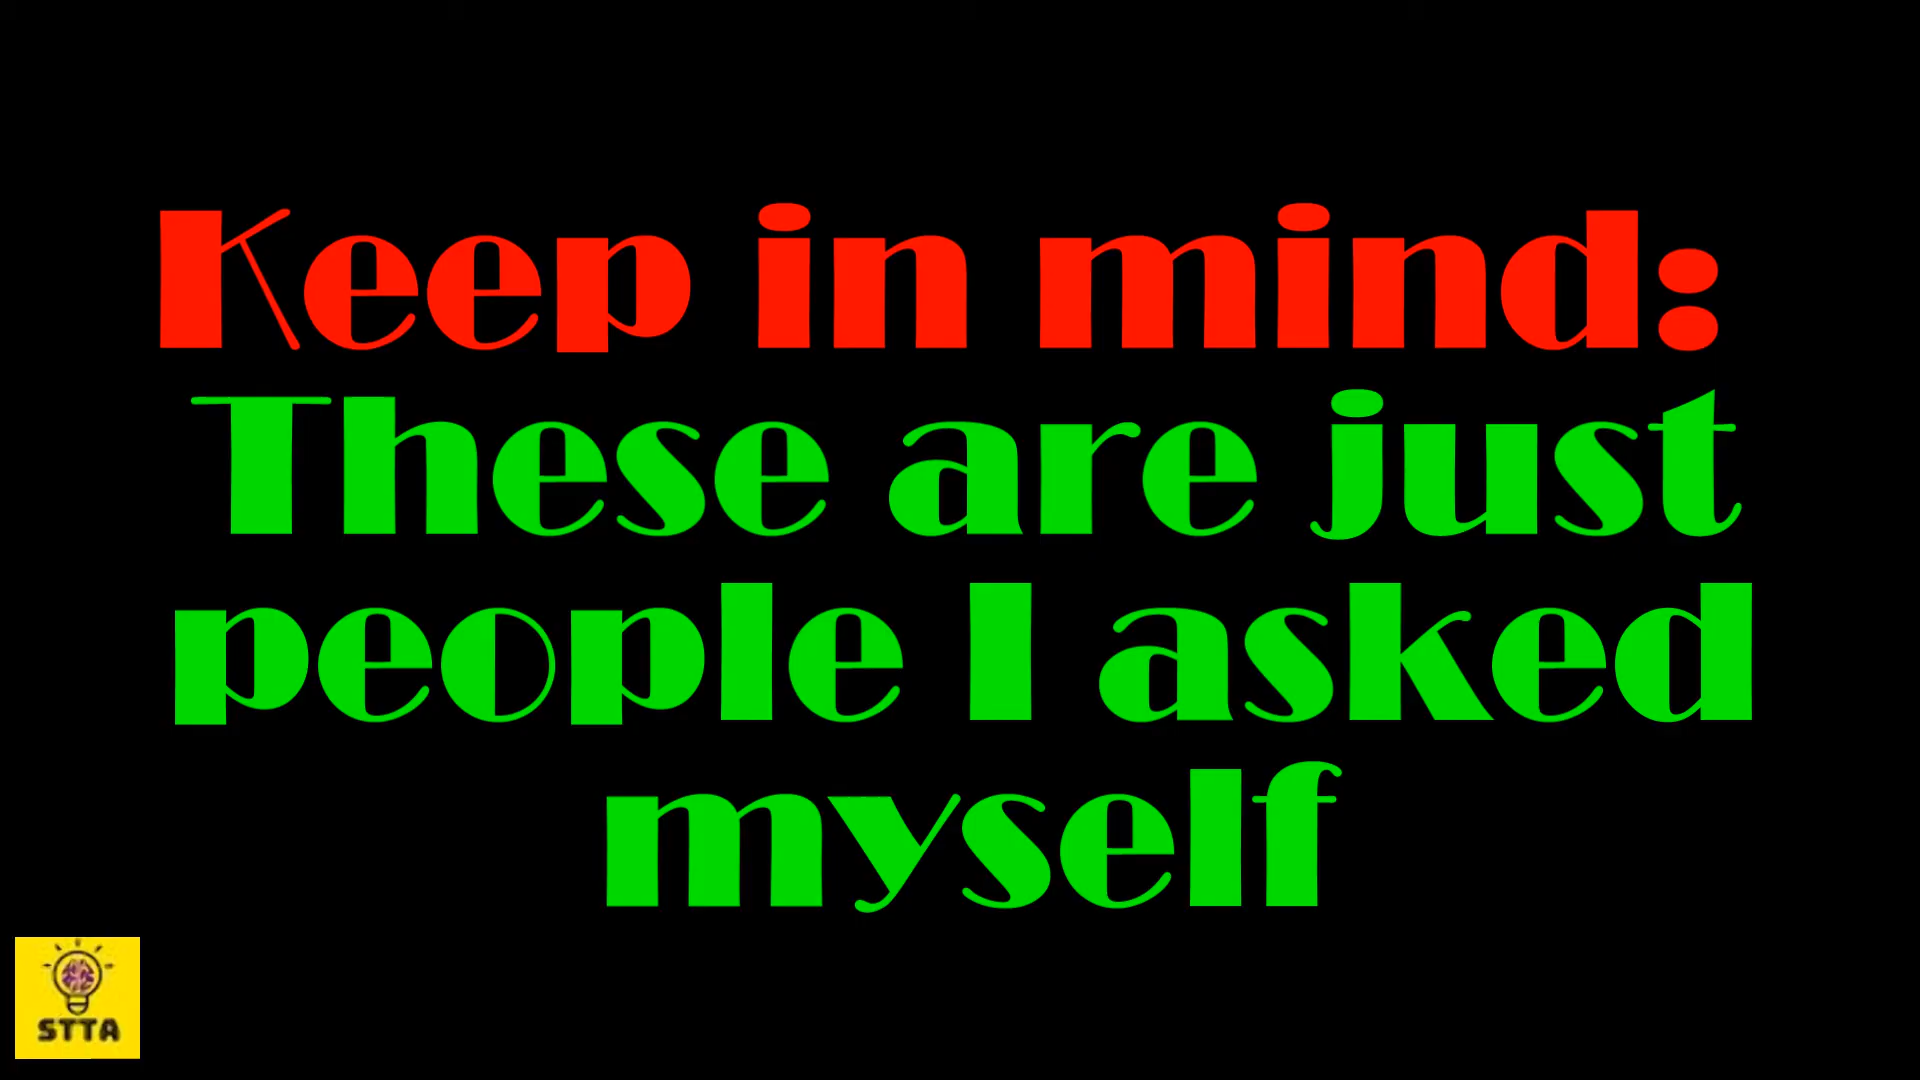 Keep in mind:
These are just
people I asked
myself
STTA